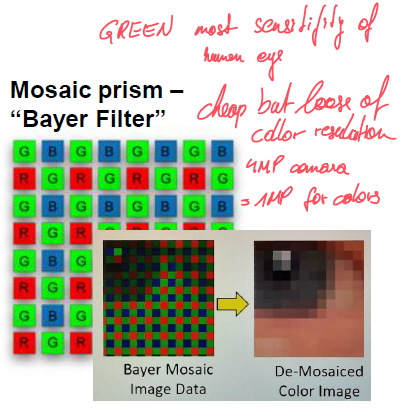 GREEN most sensitifity of
human eye
Mosaic prism –
“Bayer Filter”
cheap but loose of
color resolution
4MP camera
= 1MP for colors
G B G B G B G B
R G R G R G R G
G B G B G B G B
R G R
G B G
R G R
G B G
R G R
Bayer Mosaic
Image Data
De-Mosaiced
Color Image